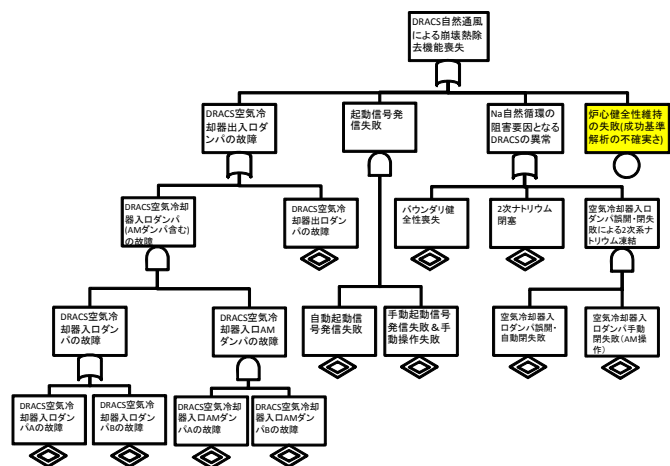 DRACS自然通風
による崩壊熱除
去機能喪失
DRACS空気冷
却器出入口ダン
パの故障
起動信号発
信失敗
Na自然循環の
阻害要因となる
DRACSの異常
炉心健全性維持
の失敗(成功基準
解析の不確実さ)
DRACS空気冷却
器入口ダンパ
(AMダンパ含む)
の故障
DRACS空気冷
却器出口ダン
パの故障
バウンダリ健
全性喪失
2次ナトリウム
閉塞
空気冷却器入口
ダンパ誤開・閉失
敗による2次系ナ
トリウム凍結
DRACS空気冷
却器入口ダン
パの故障
DRACS空気冷
却器入口AM
ダンパの故障
自動起動信
号発信失敗
手動起動信号
発信失敗&手
動操作失敗
空気冷却器入
口ダンパ誤開・
自動閉失敗
空気冷却器入
口ダンパ手動
閉失敗(AM操
作)
DRACS空気冷
却器入口ダン
パAの故障
DRACS空気冷
却器入口ダン
パBの故障
DRACS空気冷却
器入口AMダン
パAの故障
DRACS空気冷却
器入口AMダン
パBの故障